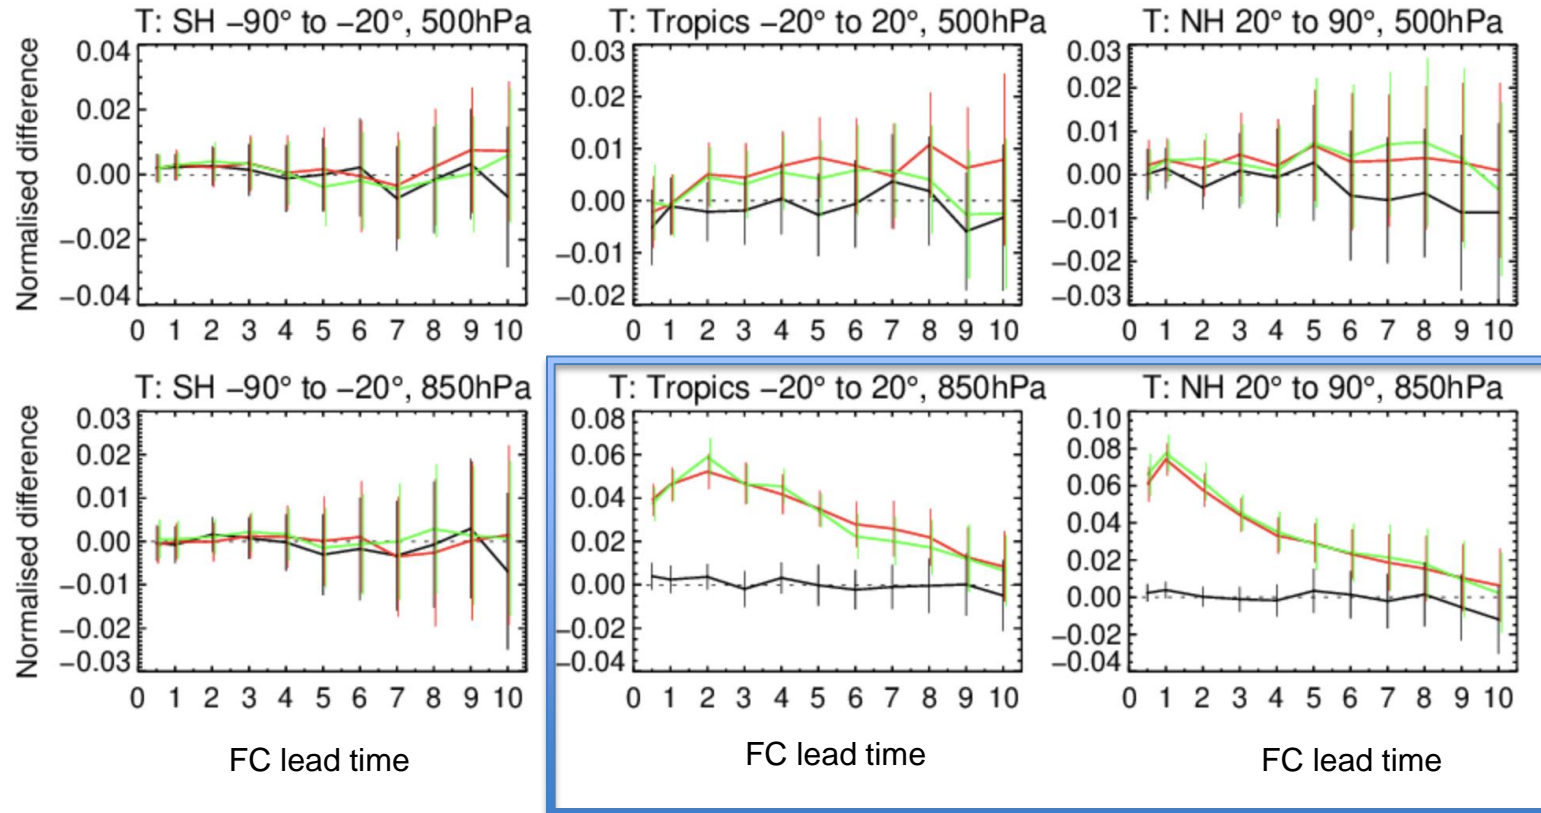 T: SH −90° to −20°, 500hPa
Normalised difference
0.04
0.02
0.00
−0.02
−0.04
0 1 2 3 4 5 6 7 8 9 10
T: Tropics −20° to 20°, 500hPa
0.03
0.02
0.01
0.00
−0.01
−0.02
0 1 2 3 4 5 6 7 8 9 10
T: NH 20° to 90°, 500hPa
0.03
0.02
0.01
0.00
−0.01
−0.02
−0.03
0 1 2 3 4 5 6 7 8 9 10
T: SH −90° to −20°, 850hPa
Normalised difference
0.03
0.02
0.01
0.00
−0.01
−0.02
−0.03
0 1 2 3 4 5 6 7 8 9 10
FC lead time
T: Tropics −20° to 20°, 850hPa
0.08
0.06
0.04
0.02
0.00
−0.02
−0.04
0 1 2 3 4 5 6 7 8 9 10
FC lead time
T: NH 20° to 90°, 850hPa
0.10
0.08
0.06
0.04
0.02
0.00
−0.02
−0.04
0 1 2 3 4 5 6 7 8 9 10
FC lead time